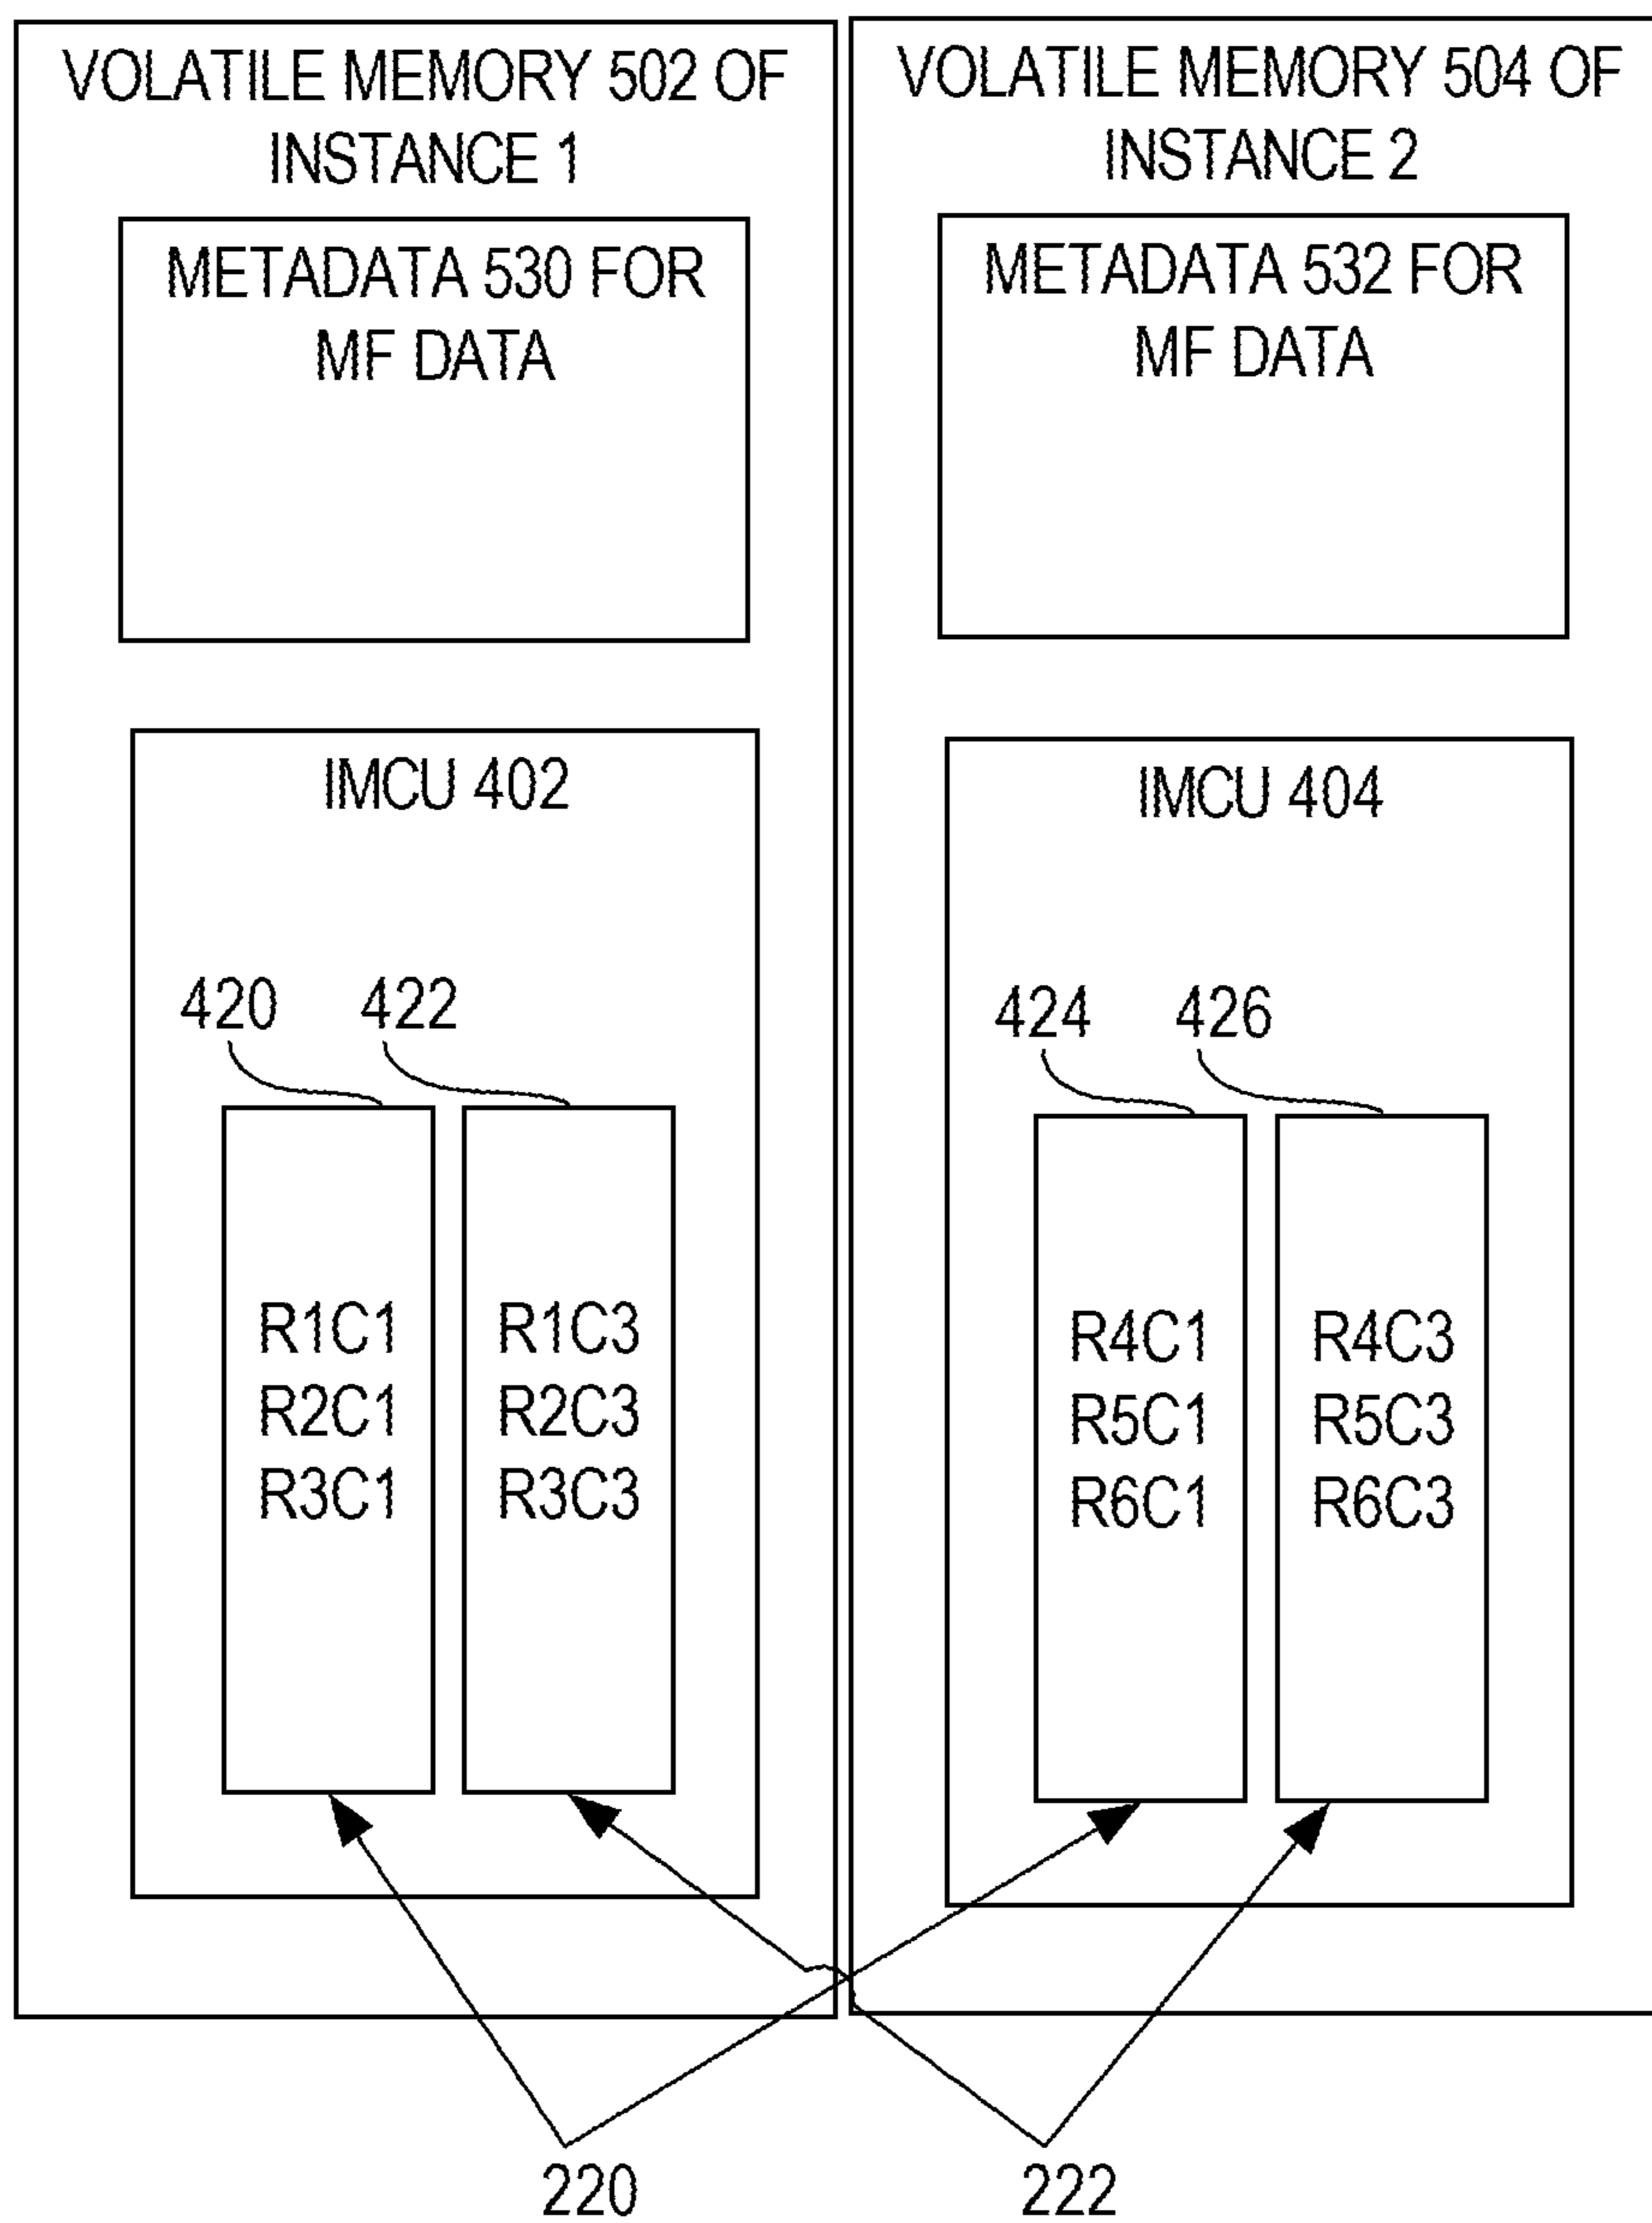 VOLATILE MEMORY 502 OF
INSTANCE 1
METADATA 530 FOR
MF DATA
IMCU 402
420
422
R1C1
R2C1
R3C1
R1C3
R2C3
R3C3
VOLATILE MEMORY 504 OF
INSTANCE 2
METADATA 532 FOR
MF DATA
IMCU 404
424
426
R4C1
R5C1
R6C1
R4C3
R5C3
R6C3
220
222